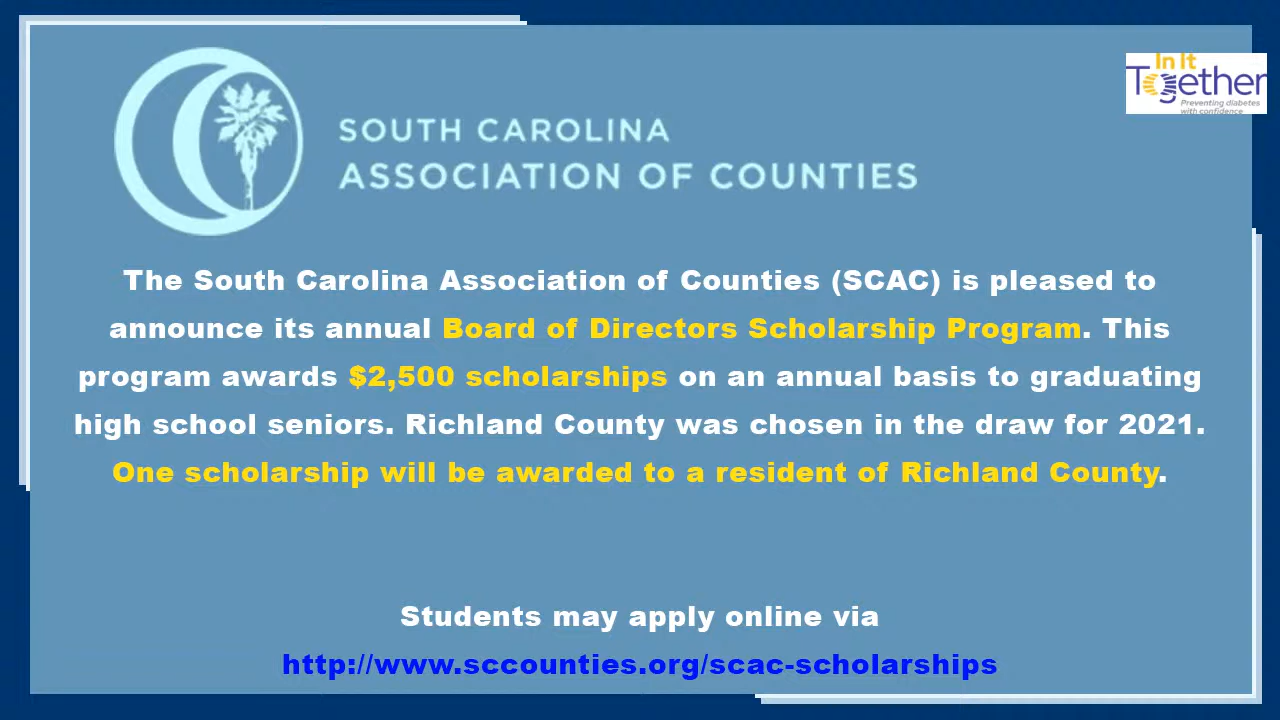 In It
Together
Preventing diabetes
with confidence
SOUTH CAROLINA
ASSOCIATION OF COUNTIES
The South Carolina Association of Counties (SCAC) is pleased to
announce its annual Board of Directors Scholarship Program. This
program awards $2,500 scholarships on an annual basis to graduating
high school seniors. Richland County was chosen in the draw for 2021.
One scholarship will be awarded to a resident of Richland County.
Students may apply online via
http://www.sccounties.org/scac-scholarships